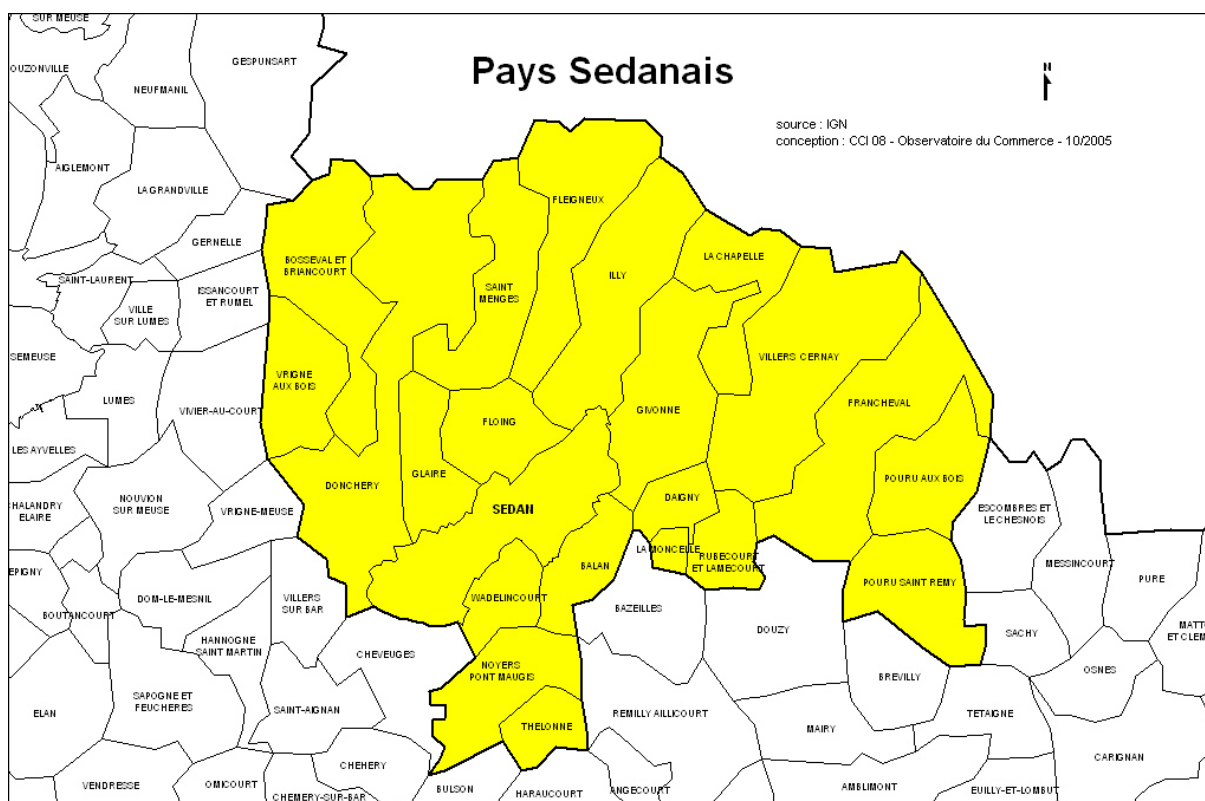 SUR MEUSE
GESPUNSART
Pays Sedanais
N
OUZONVILLE
NEUFMANIL
source : IGN
conception : CCI 08 - Observatoire du Commerce - 10/2005
AIGLEMONT
LA GRANDVILLE
FLEIGNEUX
GERNELLE
BOSSEVAL ET
BRIANCOURT
LA CHAPELLE
SAINT-LAURENT
ILLY
SAINT
MENGES
ISSANCOURT
ET RUMEL
VILLE
SUR LUMES
SEMEUSE
VILLERS CERNAY
VRIGNE
AUX BOIS
LUMES
VIVIER-AU-COURT
FRANCHEVAL
GIVONNE
FLOING
LES AYVELLES
GLAIRE
POURU AUX BOIS
DONCHERY
NOUVION
SUR MEUSE
DAIGNY
CHALANDRY
ELAIRE
VRIGNE-MEUSE
SEDAN
ESCOMBRES ET
LE CHESNOIS
LA MONCELLE
RUBECOURT
ET LAMECOURT
BALAN
MESSINCOURT
PURE
EPIGNY
POURU SAINT REMY
DOM-LE-MESNIL
VILLERS
SUR BAR
WADELINCOURT
BAZEILLES
BOUTANCOURT
DOUZY
MATT
ET CLEM
HANNOGNE
SAINT MARTIN
SACHY
CHEVEUGES
NOYERS
PONT MAUGIS
OSNES
BREVILLY
SAPOGNE ET
FEUCHERES
ELAN
SAINT-AIGNAN
REMILLY AILLICOURT
TETAIGNE
THELONNE
MAIRY
CARIGNAN
CHEHERY
VENDRESSE
OMICOURT
BULSON
AMBLIMONT
CHEMERY-SUR-BAR
HARAUCOURT
ANGECOURT
EUILLY-ET-LOMBUT